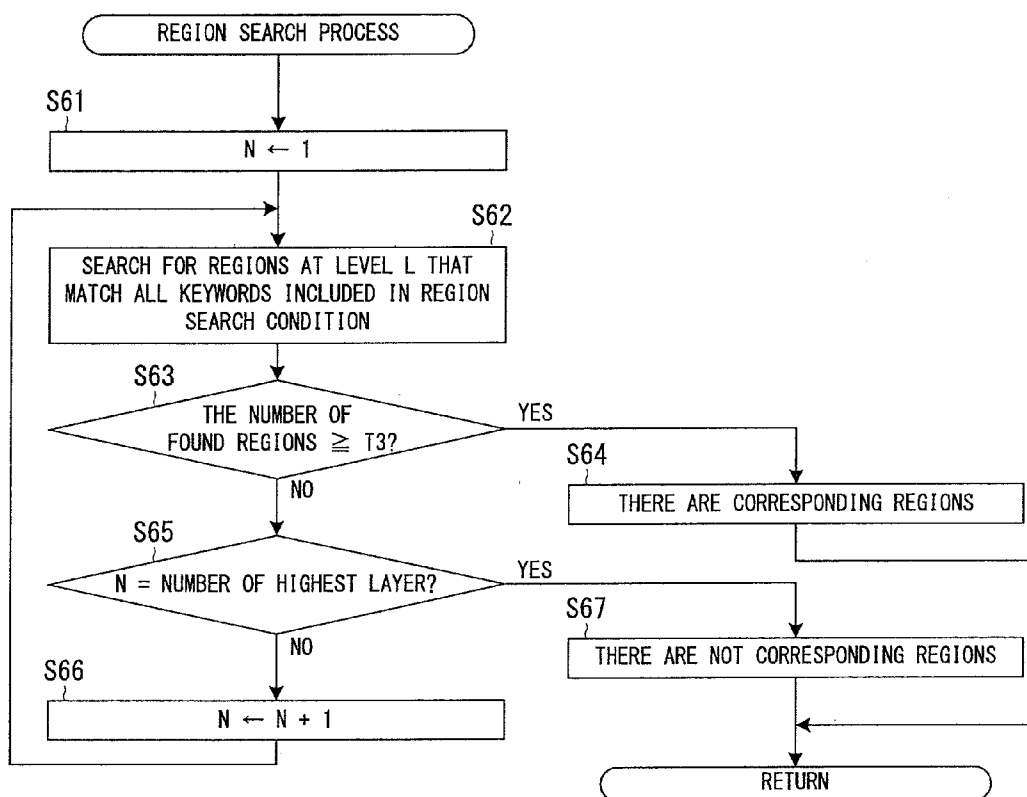 REGION SEARCH PROCESS
S61
N ← 1
S62
SEARCH FOR REGIONS AT LEVEL L THAT
MATCH ALL KEYWORDS INCLUDED IN REGION
SEARCH CONDITION
S63
THE NUMBER OF
FOUND REGIONS ≧ T3?
YES
NO
S64
THERE ARE CORRESPONDING REGIONS
S65
N = NUMBER OF HIGHEST LAYER?
YES
NO
S67
THERE ARE NOT CORRESPONDING REGIONS
S66
N ← N + 1
RETURN